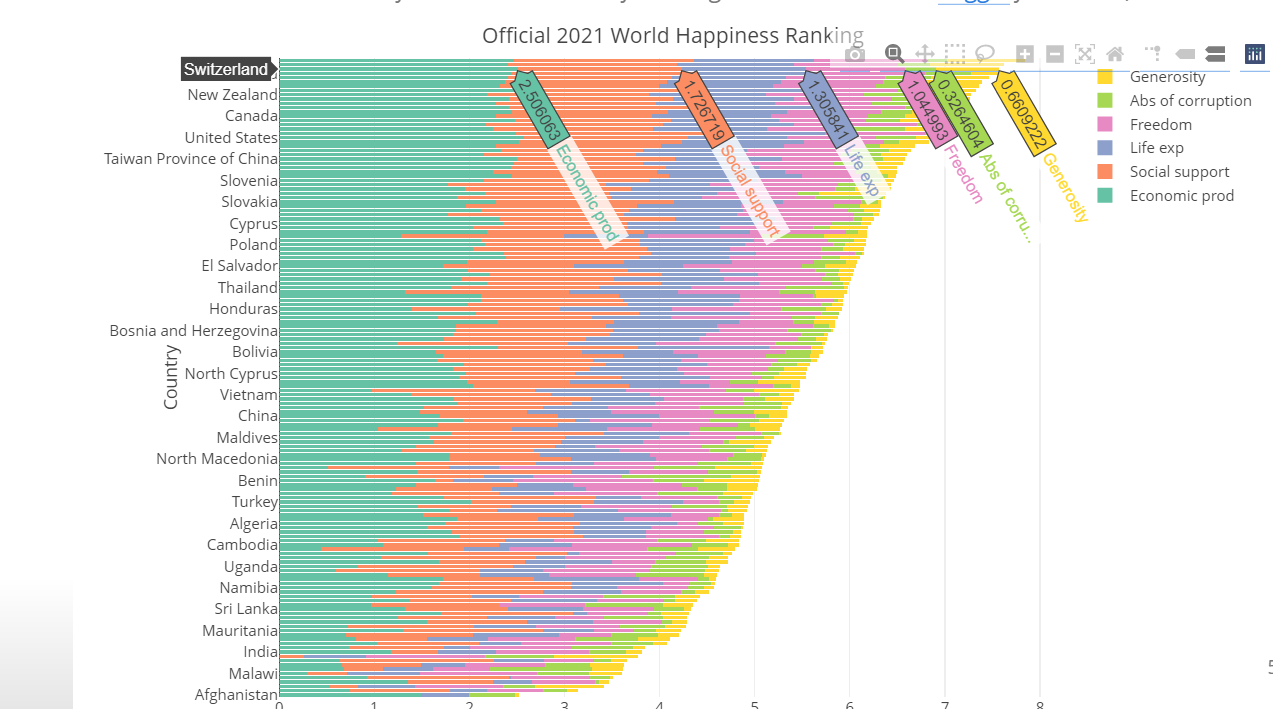 Official 2021 World Happiness Ranking
Switzerland
New Zealand
Canada
United States
Taiwan Province of China
Slovenia
Slovakia
Cyprus
Poland
El Salvador
Thailand
Honduras
Bosnia and Herzegovina
Bolivia
North Cyprus
Vietnam
China
Maldives
North Macedonia
Benin
Turkey
Algeria
Cambodia
Uganda
Namibia
Sri Lanka
Mauritania
India
Malawi
Afghanistan
Country
2.506063 Economic prod
1.726719 Social support
1.305841 Life exp
1.044993 Freedom
0.3264604 Abs of corru...
0.6609222 Generosity
Generosity
Abs of corruption
Freedom
Life exp
Social support
Economic prod
0 1 2 3 4 5 6 7 8
5